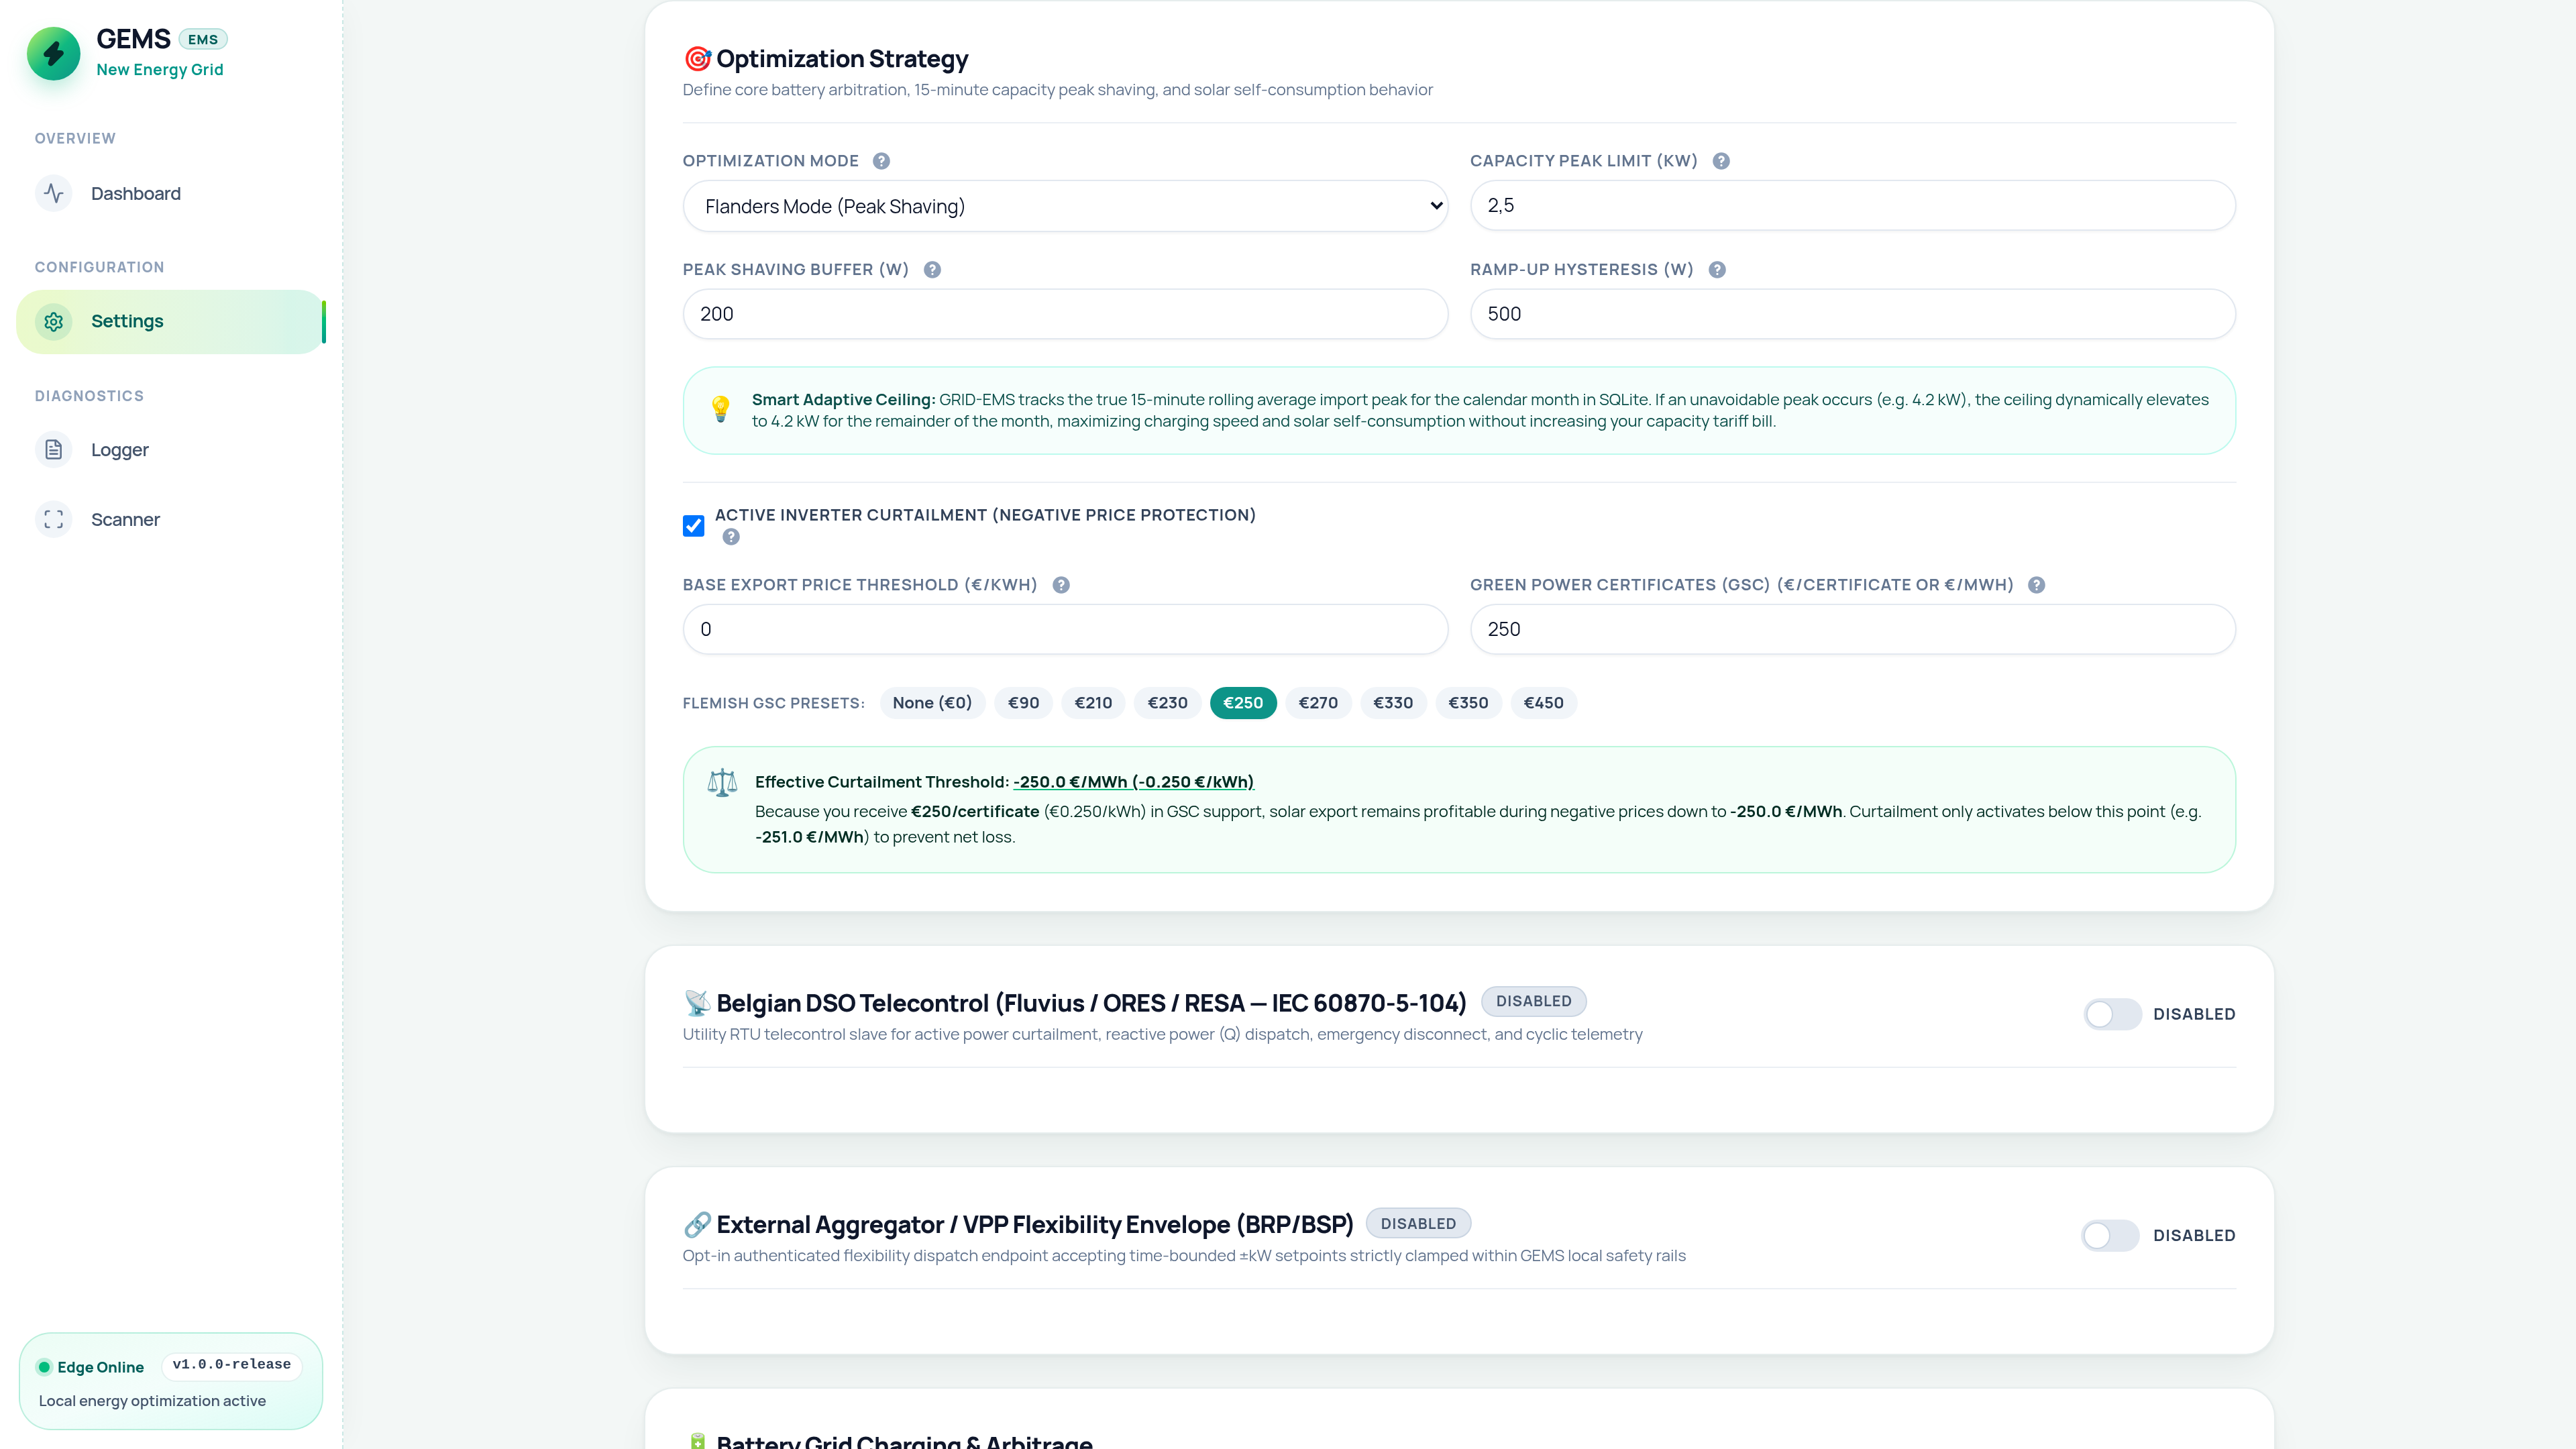 GEMS EMS
New Energy Grid
OVERVIEW
Dashboard
CONFIGURATION
Settings
DIAGNOSTICS
Logger
Scanner
Edge Online v1.0.0-release
Local energy optimization active
🎯 Optimization Strategy
Define core battery arbitration, 15-minute capacity peak shaving, and solar self-consumption behavior
OPTIMIZATION MODE ?
Flanders Mode (Peak Shaving)
CAPACITY PEAK LIMIT (KW) ?
2,5
PEAK SHAVING BUFFER (W) ?
200
RAMP-UP HYSTERESIS (W) ?
500
💡 Smart Adaptive Ceiling: GRID-EMS tracks the true 15-minute rolling average import peak for the calendar month in SQLite. If an unavoidable peak occurs (e.g. 4.2 kW), the ceiling dynamically elevates
to 4.2 kW for the remainder of the month, maximizing charging speed and solar self-consumption without increasing your capacity tariff bill.
ACTIVE INVERTER CURTAILMENT (NEGATIVE PRICE PROTECTION)
?
BASE EXPORT PRICE THRESHOLD (€/KWH) ?
0
GREEN POWER CERTIFICATES (GSC) (€/CERTIFICATE OR €/MWH) ?
250
FLEMISH GSC PRESETS: None (€0) €90 €210 €230 €250 €270 €330 €350 €450
⚖️ Effective Curtailment Threshold: -250.0 €/MWh (-0.250 €/kWh)
Because you receive €250/certificate (€0.250/kWh) in GSC support, solar export remains profitable during negative prices down to -250.0 €/MWh. Curtailment only activates below this point (e.g.
-251.0 €/MWh) to prevent net loss.
📡 Belgian DSO Telecontrol (Fluvius / ORES / RESA — IEC 60870-5-104) DISABLED
DISABLED
Utility RTU telecontrol slave for active power curtailment, reactive power (Q) dispatch, emergency disconnect, and cyclic telemetry
🔗 External Aggregator / VPP Flexibility Envelope (BRP/BSP) DISABLED
DISABLED
Opt-in authenticated flexibility dispatch endpoint accepting time-bounded ±kW setpoints strictly clamped within GEMS local safety rails
🔋 Battery Grid Charging & Arbitrage